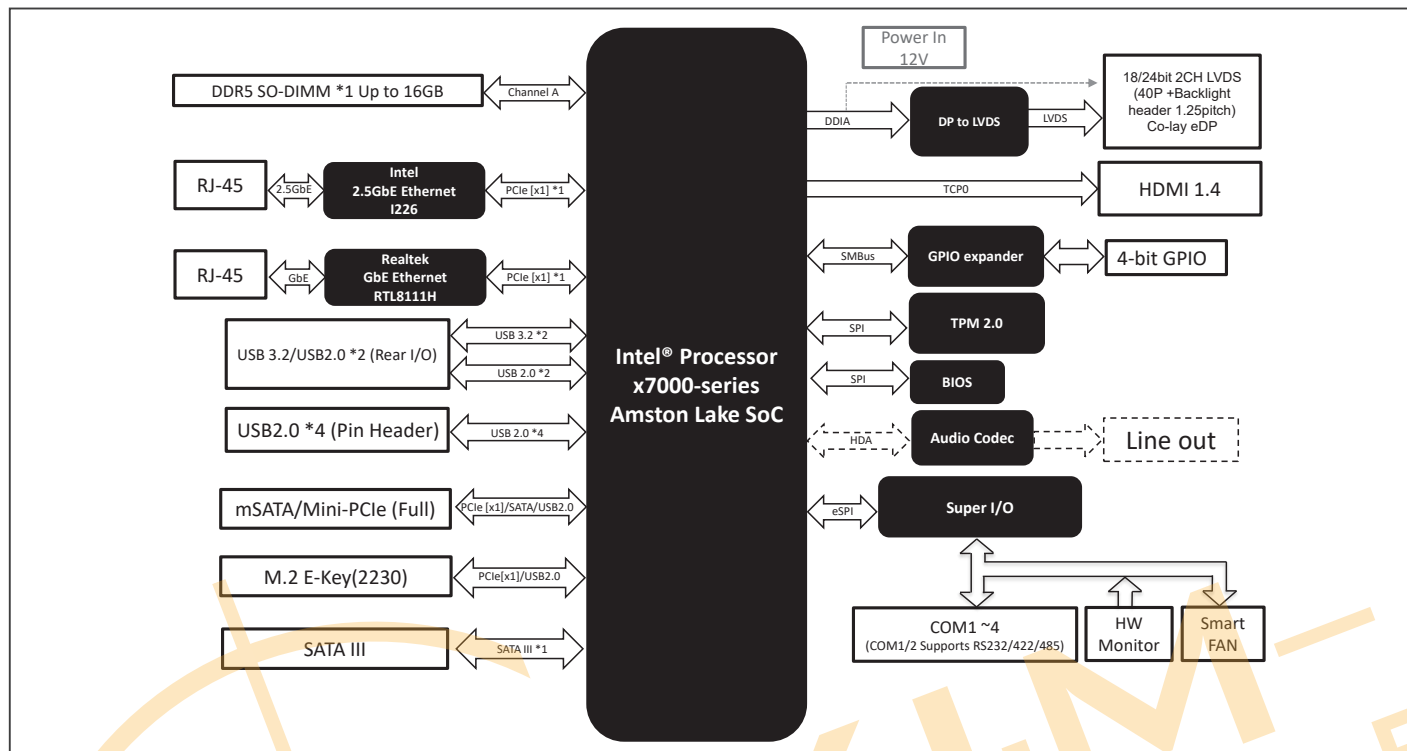 Power In
12V
DDR5 SO-DIMM *1 Up to 16GB
Channel A
18/24bit 2CH LVDS
(40P +Backlight
header 1.25pitch)
Co-lay eDP
DDIA
DP to LVDS
LVDS
RJ-45
2.5GbE
Intel
2.5GbE Ethernet
I226
PCIe [x1] *1
TCP0
HDMI 1.4
RJ-45
GbE
Realtek
GbE Ethernet
RTL8111H
PCIe [x1] *1
SMBus
GPIO expander
4-bit GPIO
USB 3.2/USB2.0 *2 (Rear I/O)
USB 3.2 *2
USB 2.0 *2
SPI
TPM 2.0
Intel® Processor
x7000-series
Amston Lake SoC
SPI
BIOS
USB2.0 *4 (Pin Header)
USB 2.0 *4
HDA
Audio Codec
Line out
mSATA/Mini-PCIe (Full)
PCIe [x1]/SATA/USB2.0
eSPI
Super I/O
M.2 E-Key(2230)
PCIe[x1]/USB2.0
SATA III
SATA III *1
COM1 ~4
(COM1/2 Supports RS232/422/485)
HW
Monitor
Smart
FAN